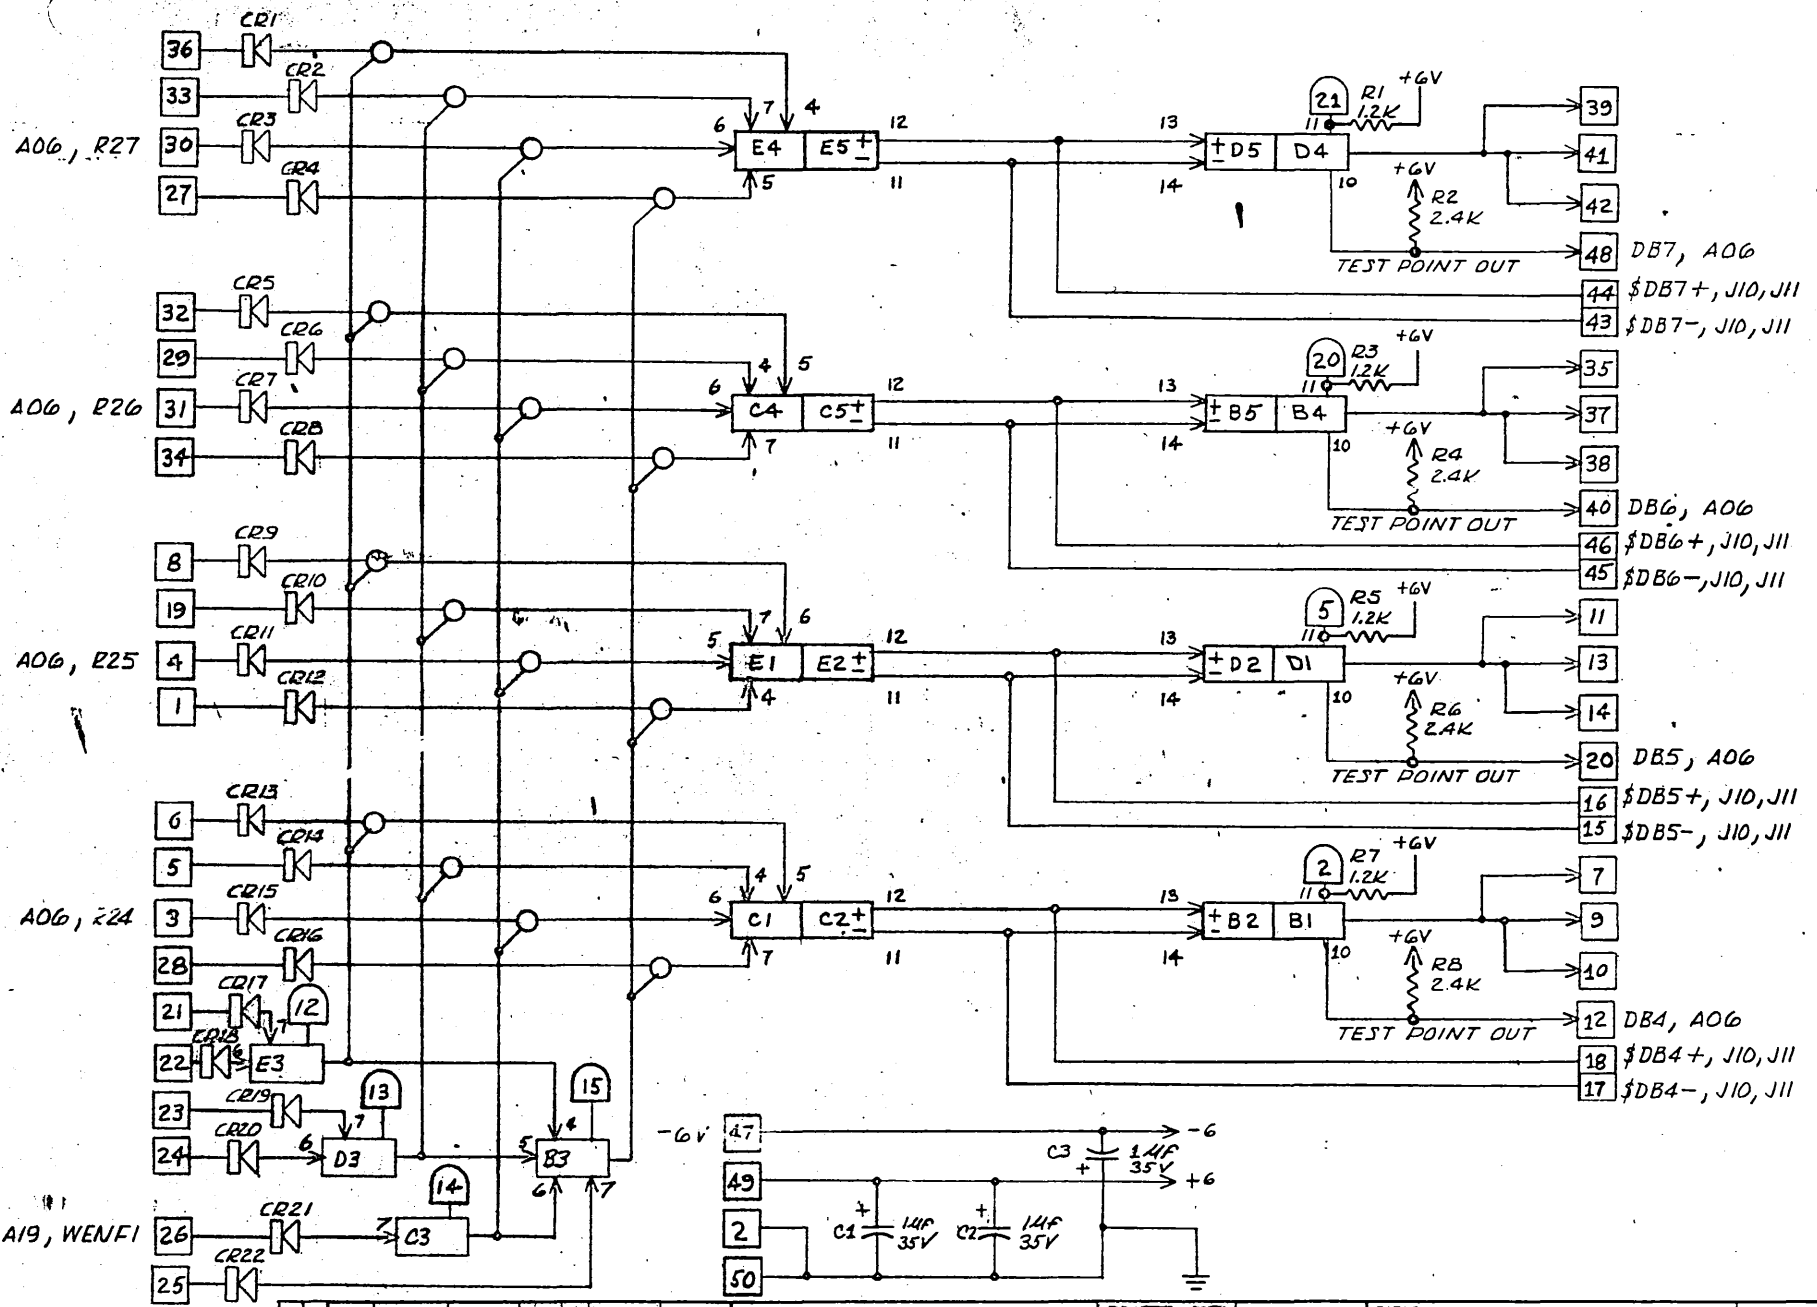 CR1
36
CR2
33
7 4
21
R1
1.2K
+6V
39
CR3
A06, R27
30
6
E4 E5 + -
12
13
11
+ - D5 D4
41
CR4
27
5
11
14
10
+6V
R2
2.4K
42
TEST POINT OUT
48 DB7, A06
44 $DB7+, J10, J11
43 $DB7-, J10, J11
CR5
32
CR6
29
4 5
20
R3
1.2K
+6V
35
CR7
A06, R26
31
6
C4 C5 + -
12
13
11
+ - B5 B4
37
CR8
34
7
11
14
10
+6V
R4
2.4K
38
TEST POINT OUT
40 DB6, A06
46 $DB6+, J10, J11
45 $DB6-, J10, J11
CR9
8
CR10
19
7 6
5
R5
1.2K
+6V
11
CR11
A06, R25
4
5
E1 E2 + -
12
13
11
+ - D2 D1
13
CR12
1
4
11
14
10
+6V
R6
2.4K
14
TEST POINT OUT
20 DB5, A06
16 $DB5+, J10, J11
15 $DB5-, J10, J11
CR13
6
CR14
5
4 5
2
R7
1.2K
+6V
7
CR15
A06, R24
3
6
C1 C2 + -
12
13
11
+ - B2 B1
9
CR16
28
7
11
14
10
+6V
R8
2.4K
10
TEST POINT OUT
12 DB4, A06
18 $DB4+, J10, J11
17 $DB4-, J10, J11
CR17
21
7
12
CR18
22
6
E3
CR19
23
7
13
CR20
24
6
D3
15
4
5
B3
6 7
14
CR21
A19, WENF1
26
7
C3
CR22
25
-6V 47
-6
C3
+
1UF
35V
49
+6
2
+
C1
1UF
35V
+
C2
1UF
35V
50